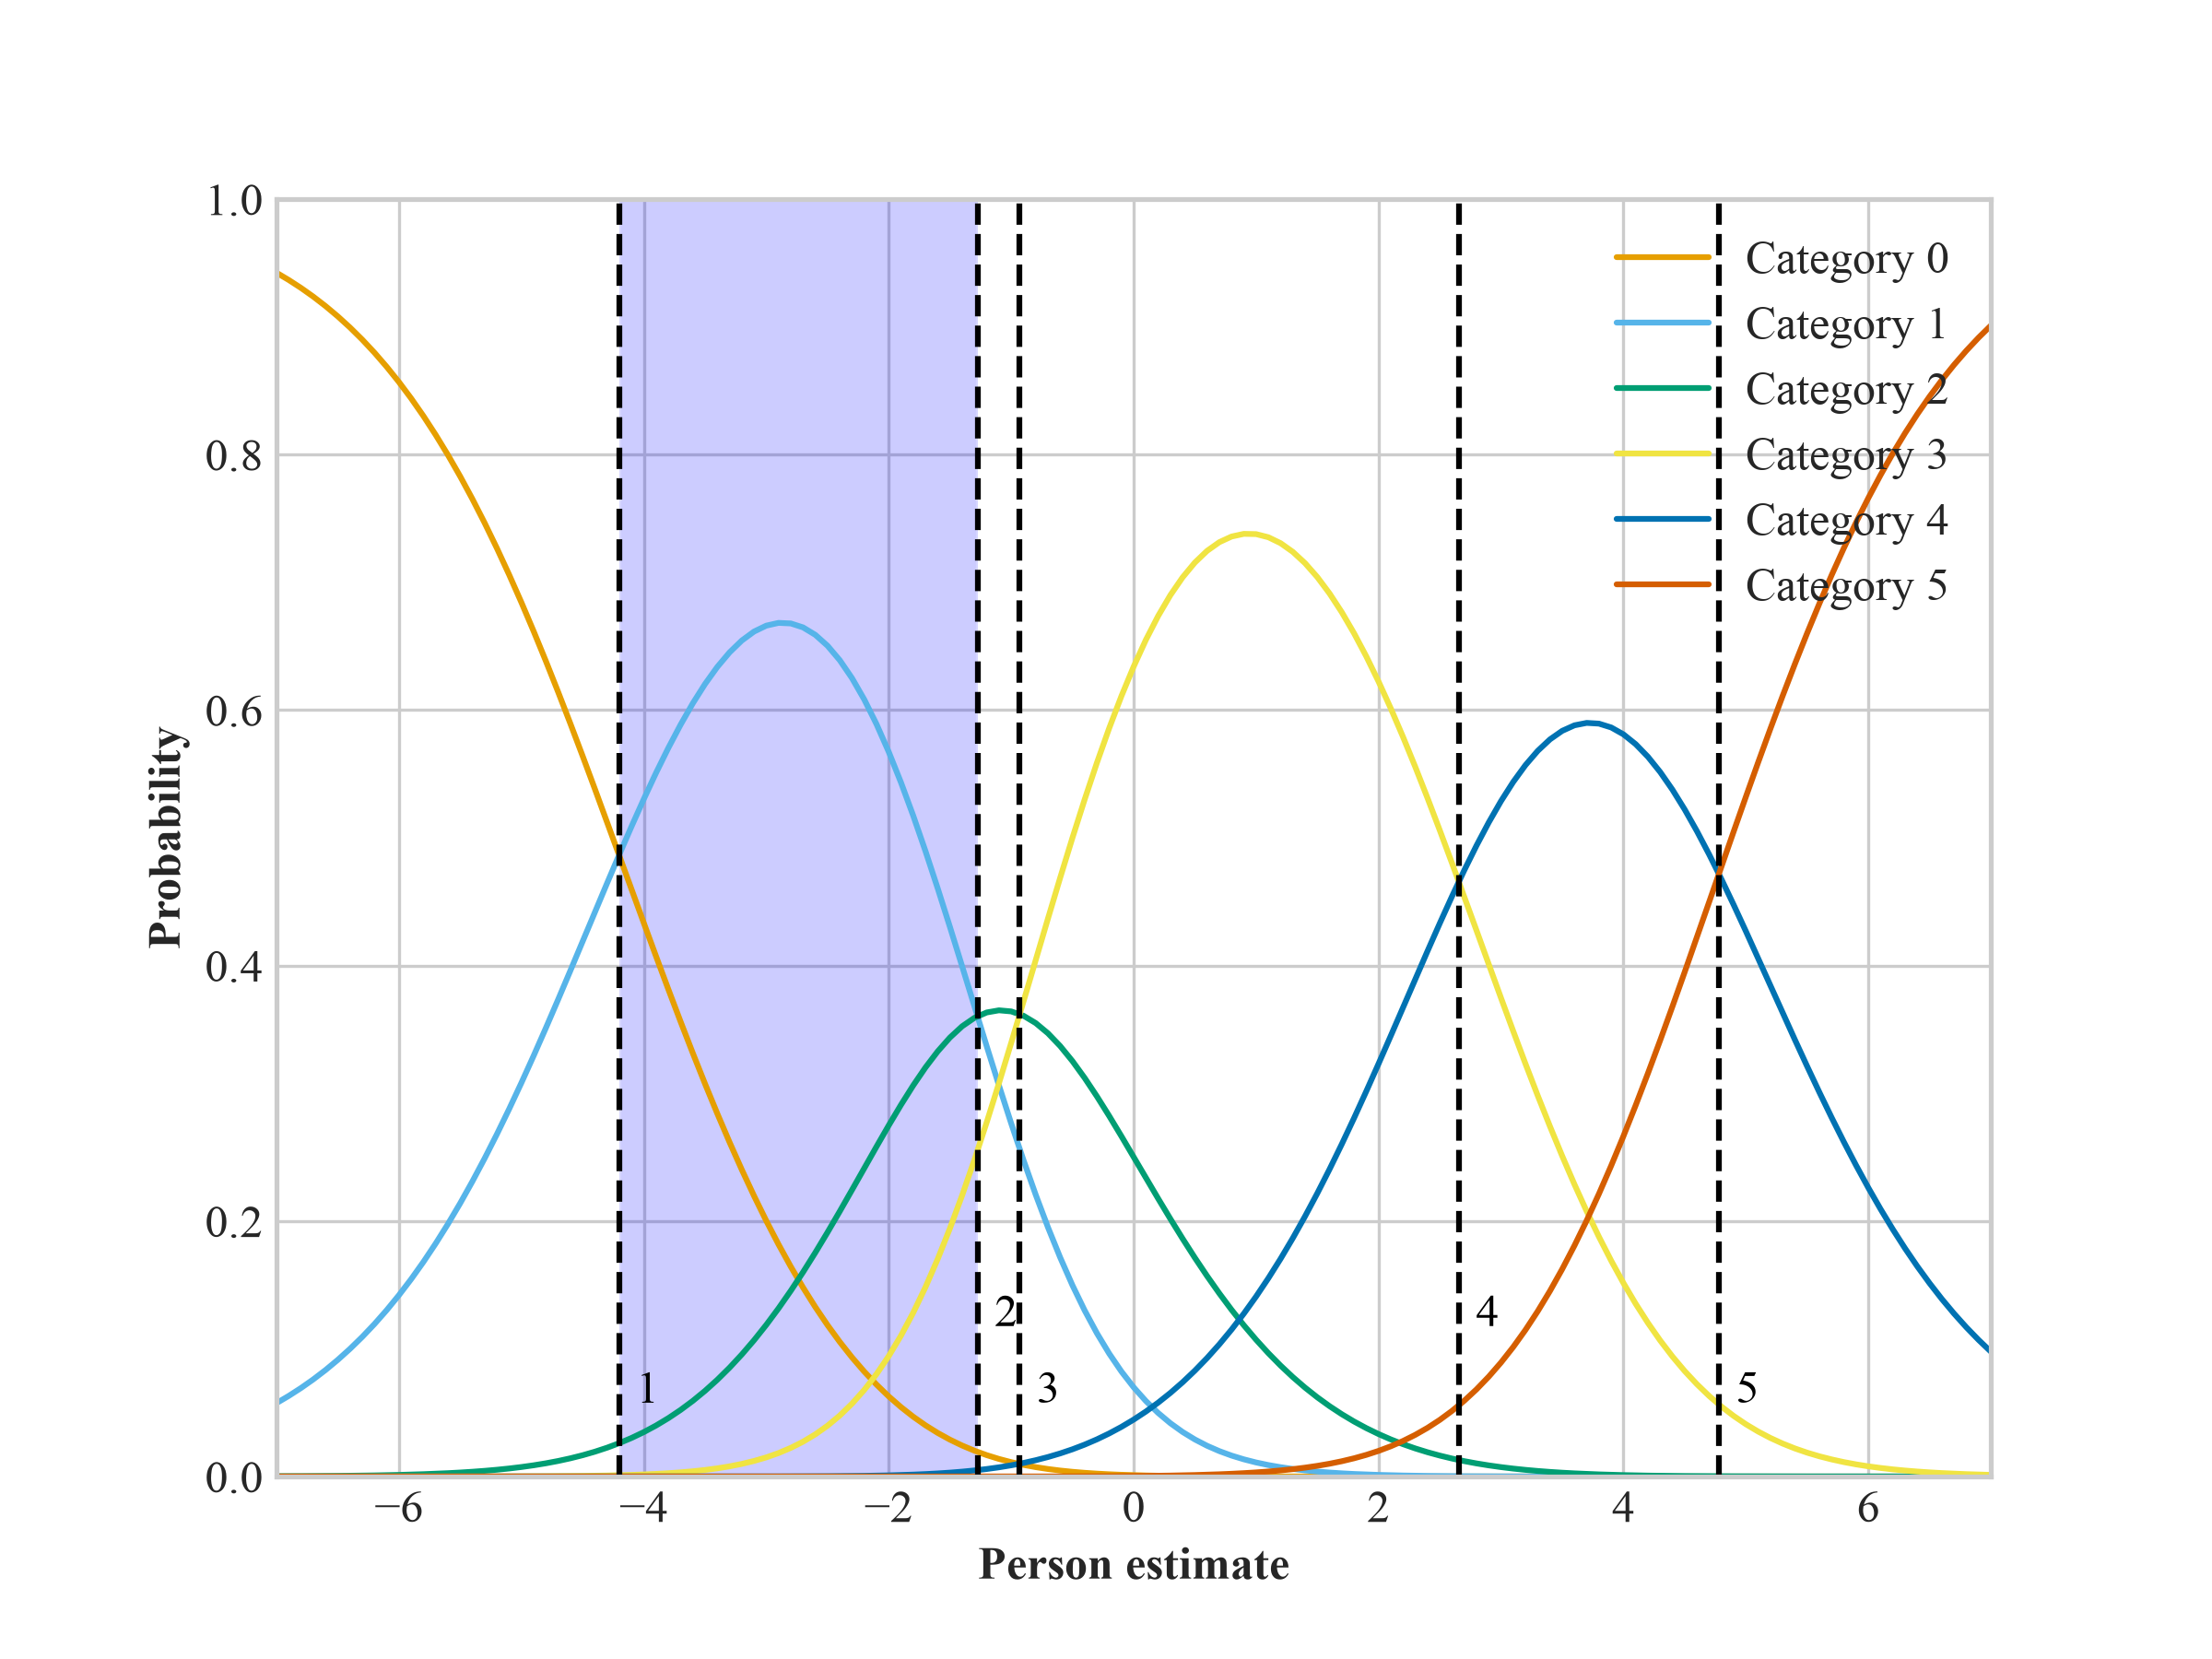 1.0
0.8
0.6
0.4
0.2
0.0
Probability
Category 0
Category 1
Category 2
Category 3
Category 4
Category 5
1
2
3
4
5
−6
−4
−2
0
2
4
6
Person estimate